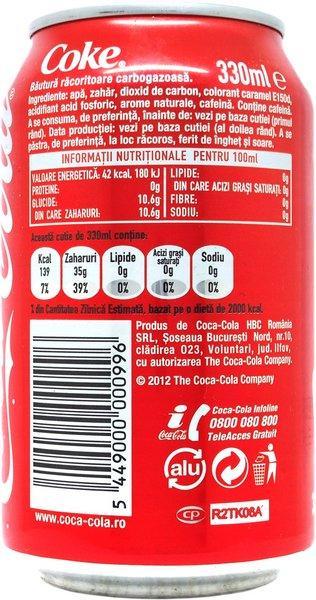 Coke®
330ml e
Băutură răcoritoare carbogazoasă.
Ingrediente: apă, zahăr, dioxid de carbon, colorant caramel E150d,
acidifiant acid fosforic, arome naturale, cafeină. Conține cafeină.
A se consuma, de preferință, înainte de: vezi pe baza cutiei (primul
rând). Data producției: vezi pe baza cutiei (al doilea rând). A se
păstra, de preferință, la loc răcoros, ferit de îngheț și soare.
INFORMAȚII NUTRIȚIONALE PENTRU 100ml
VALOARE ENERGETICĂ: 42 kcal, 180 kJ
PROTEINE: 0g
GLUCIDE: 10.6g
DIN CARE ZAHARURI: 10.6g
LIPIDE: 0g
DIN CARE ACIZI GRAȘI SATURAȚI: 0g
FIBRE: 0g
SODIU: 0g
Această cutie de 330ml conține:
Kcal 139 7%
Zaharuri 35g 39%
Lipide 0g 0%
Acizi grași saturați 0g 0%
Sodiu 0g 0%
% din Cantitatea Zilnică Estimată, bazat pe o dietă de 2000 kcal.
Produs de Coca-Cola HBC România
SRL, Șoseaua București Nord, nr.10,
clădirea O23, Voluntari, jud. Ilfov,
cu autorizarea The Coca-Cola Company.
© 2012 The Coca-Cola Company
Coca-Cola Infoline
0800 080 800
TeleAcces Gratuit
Coca-Cola
alu
5 449000 000996
www.coca-cola.ro
CP
R2TK08A